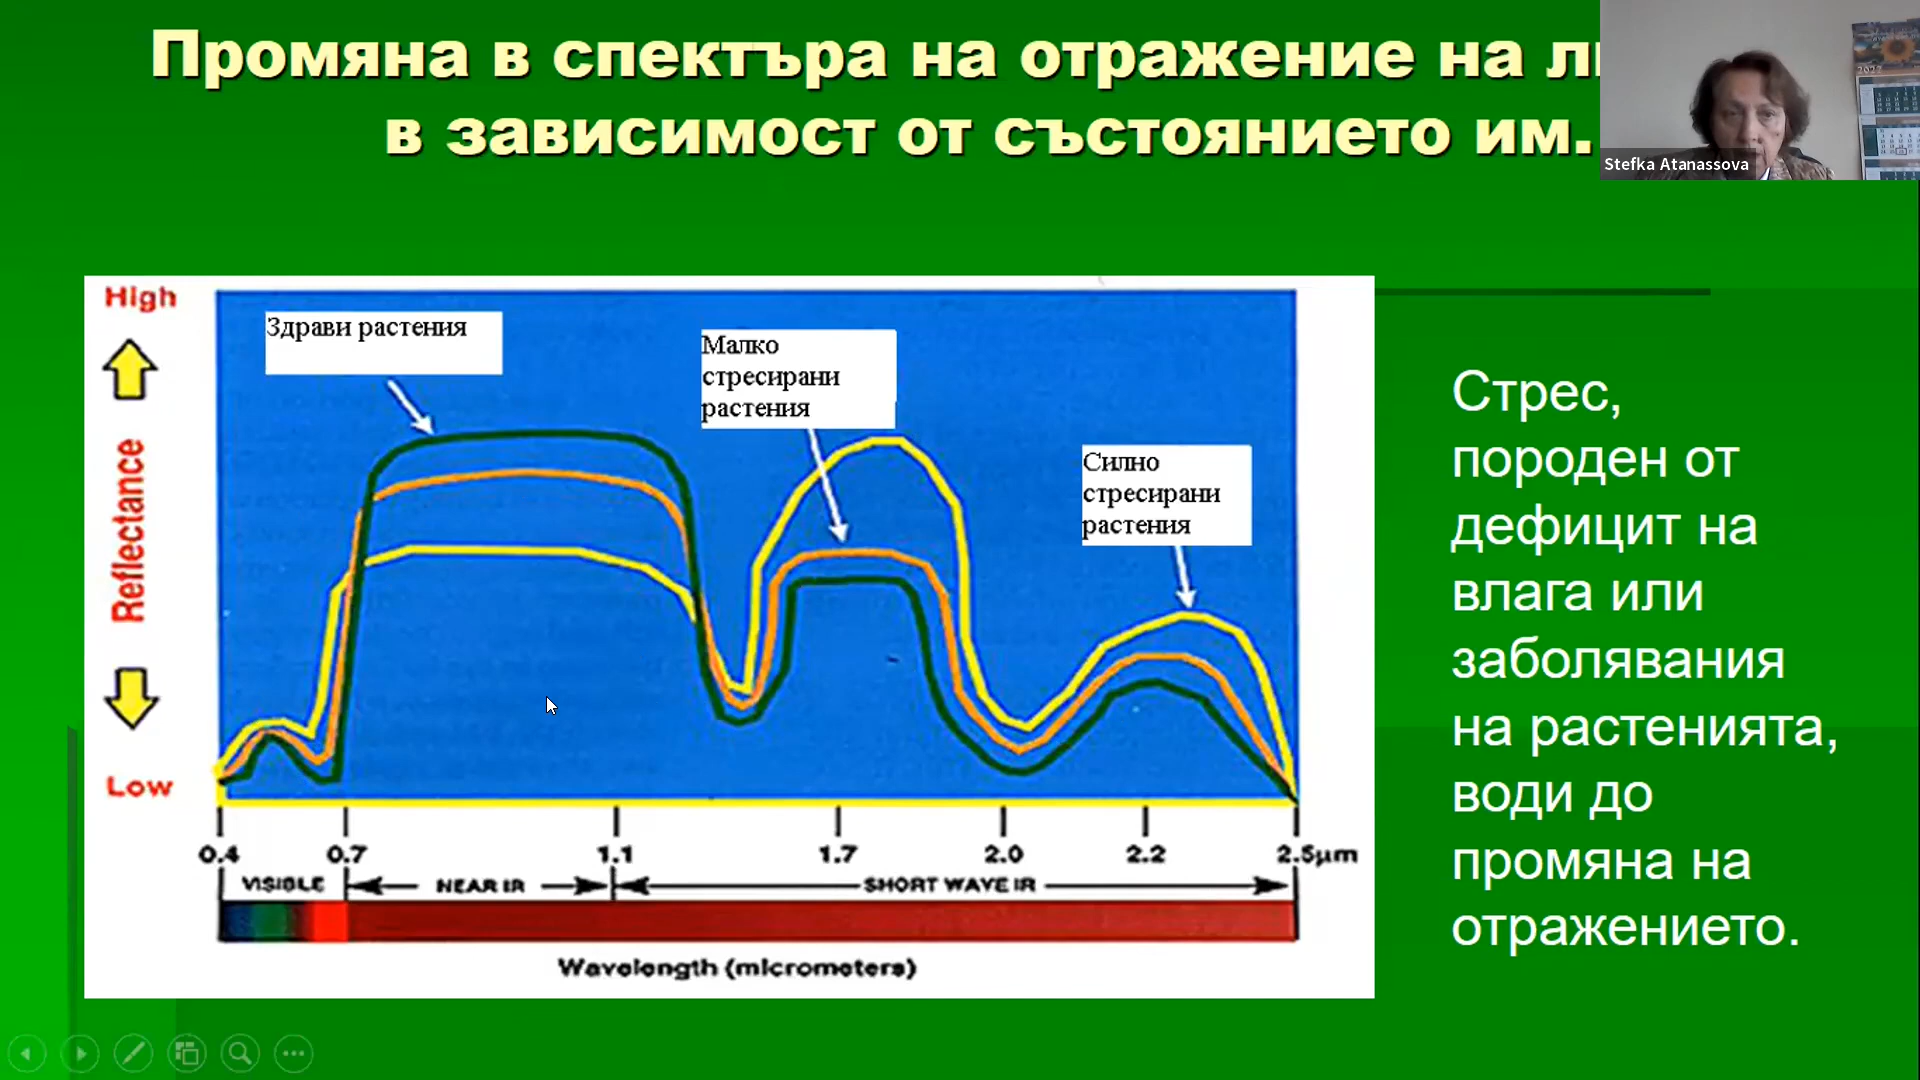 Промяна в спектъра на отражение на
в зависимост от състоянието им.
2022
Stefka Atanassova
High
Здрави растения
Малко
стресирани
растения
Силно
стресирани
растения
Reflectance
Low
0.4 0.7 1.1 1.7 2.0 2.2 2.5µm
VISIBLE NEAR IR SHORT WAVE IR
Wavelength (micrometers)
Стрес,
породен от
дефицит на
влага или
заболявания
на растенията,
води до
промяна на
отражението.